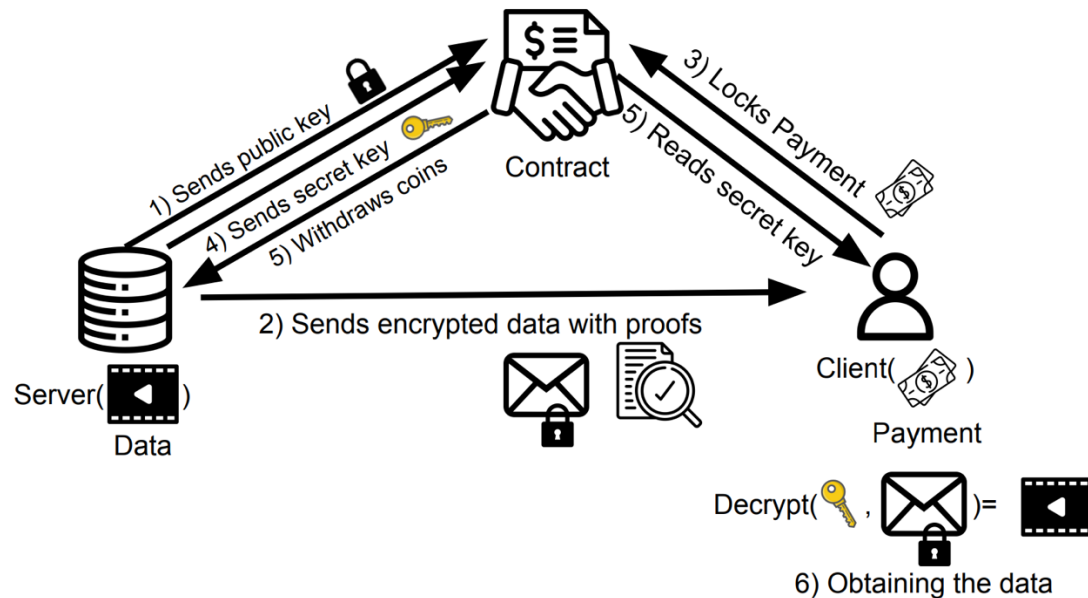 1) Sends public key
4) Sends secret key
5) Withdraws coins
Contract
3) Locks Payment
5) Reads secret key
2) Sends encrypted data with proofs
Server( )
Data
Client( )
Payment
Decrypt( , )=
6) Obtaining the data